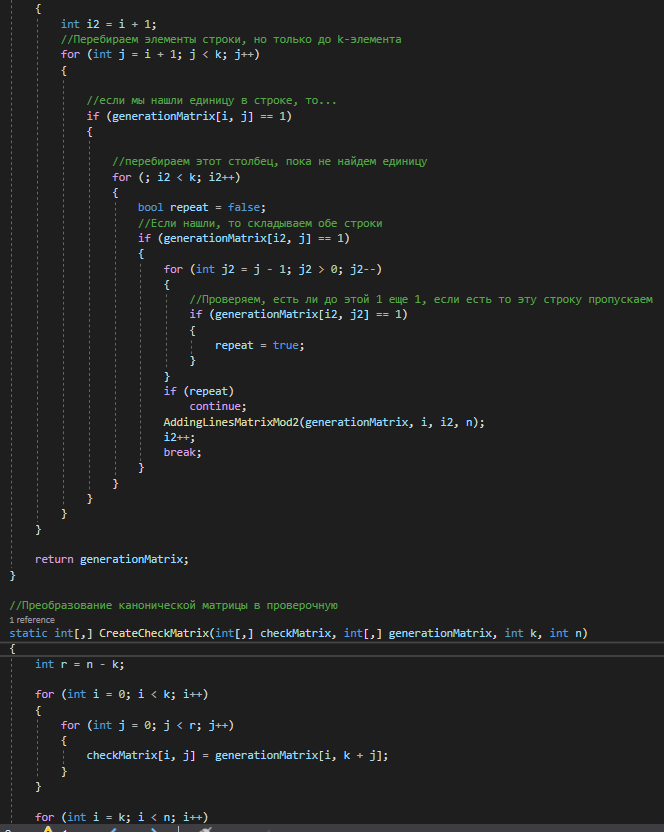 {
int i2 = i + 1;
//Перебираем элементы строки, но только до k-элемента
for (int j = i + 1; j < k; j++)
{
//если мы нашли единицу в строке, то...
if (generationMatrix[i, j] == 1)
{
//перебираем этот столбец, пока не найдем единицу
for (; i2 < k; i2++)
{
bool repeat = false;
//Если нашли, то складываем обе строки
if (generationMatrix[i2, j] == 1)
{
for (int j2 = j - 1; j2 > 0; j2--)
{
//Проверяем, есть ли до этой 1 еще 1, если есть то эту строку пропускаем
if (generationMatrix[i2, j2] == 1)
{
repeat = true;
}
}
if (repeat)
continue;
AddingLinesMatrixMod2(generationMatrix, i, i2, n);
i2++;
break;
}
}
}
}
}
return generationMatrix;
}
//Преобразование канонической матрицы в проверочную
1 reference
static int[,] CreateCheckMatrix(int[,] checkMatrix, int[,] generationMatrix, int k, int n)
{
int r = n - k;
for (int i = 0; i < k; i++)
{
for (int j = 0; j < r; j++)
{
checkMatrix[i, j] = generationMatrix[i, k + j];
}
}
for (int i = k; i < n; i++)